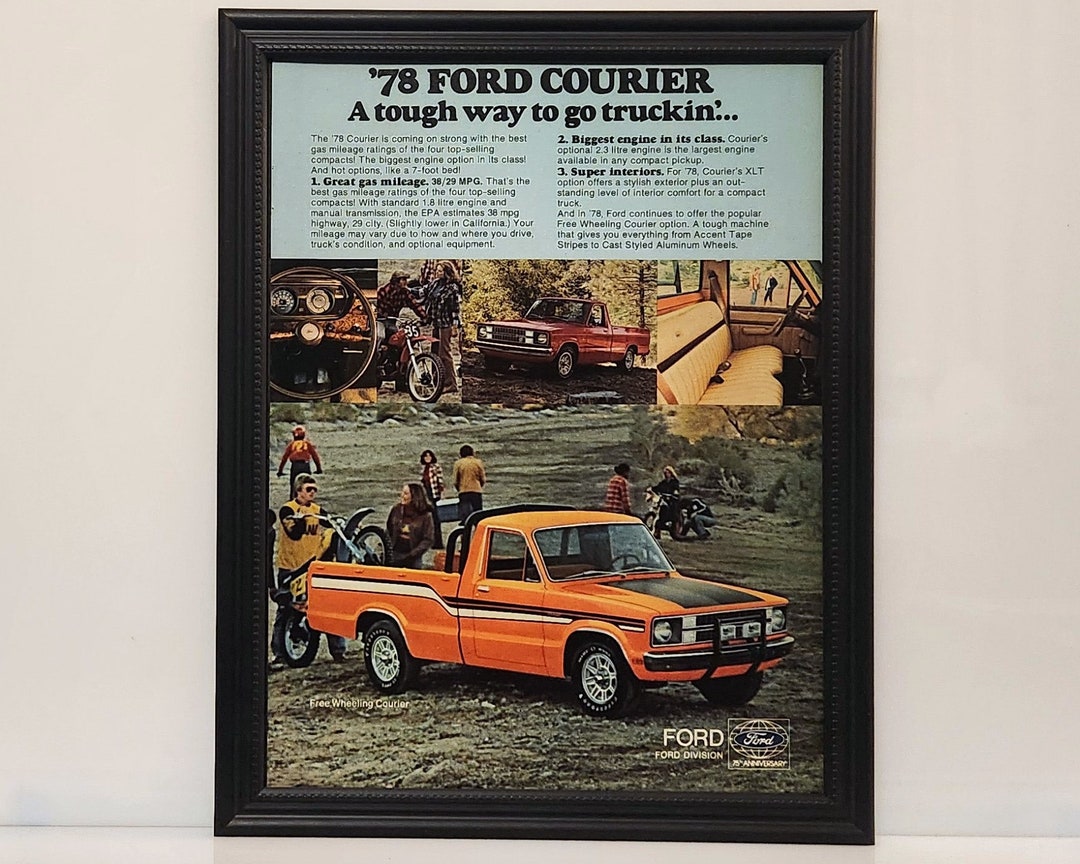 '78 FORD COURIER
A tough way to go truckin'...
The '78 Courier is coming on strong with the best
gas mileage ratings of the four top-selling
compacts! The biggest engine option in its class!
And hot options, like a 7-foot bed!
1. Great gas mileage. 38/29 MPG. That's the
best gas mileage ratings of the four top-selling
compacts! With standard 1.8 litre engine and
manual transmission, the EPA estimates 38 mpg
highway, 29 city. (Slightly lower in California.) Your
mileage may vary due to how and where you drive,
truck's condition, and optional equipment.
2. Biggest engine in its class. Courier's
optional 2.3 litre engine is the largest engine
available in any compact pickup.
3. Super interiors. For '78, Courier's XLT
option offers a stylish exterior plus an out-
standing level of interior comfort for a compact
truck.
And in '78, Ford continues to offer the popular
Free Wheeling Courier option. A tough machine
that gives you everything from Accent Tape
Stripes to Cast Styled Aluminum Wheels.
35
Free Wheeling Courier
FORD
FORD DIVISION
Ford
75th ANNIVERSARY